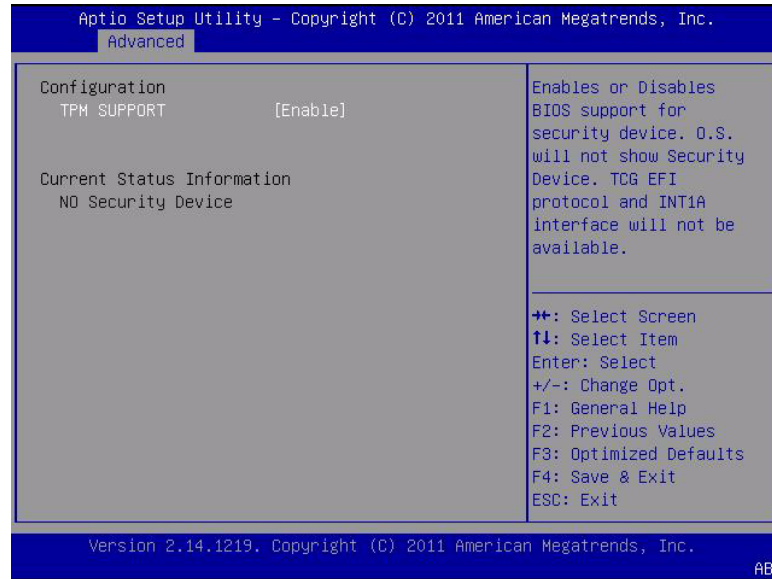 Aptio Setup Utility – Copyright (C) 2011 American Megatrends, Inc.
Advanced
Configuration
TPM SUPPORT [Enable]
Current Status Information
NO Security Device
Enables or Disables
BIOS support for
security device. O.S.
will not show Security
Device. TCG EFI
protocol and INT1A
interface will not be
available.
→←: Select Screen
↑↓: Select Item
Enter: Select
+/-: Change Opt.
F1: General Help
F2: Previous Values
F3: Optimized Defaults
F4: Save & Exit
ESC: Exit
Version 2.14.1219. Copyright (C) 2011 American Megatrends, Inc.
AB